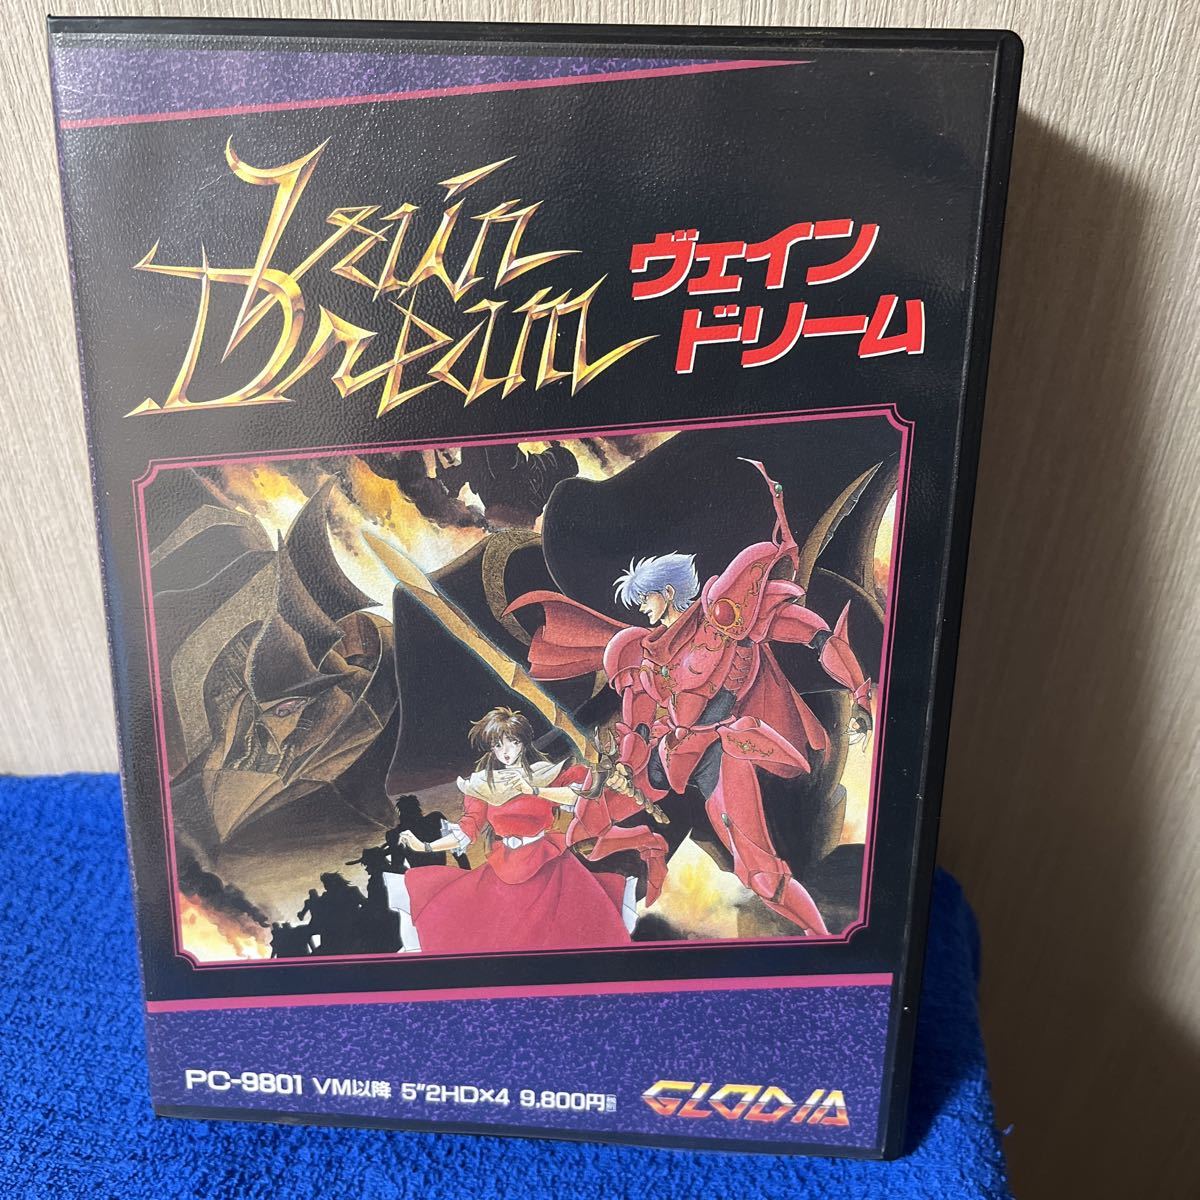 Vain
Dream
ヴェイン
ドリーム
PC-9801 VM以降 5"2HD×4 9,800円
GLODIA